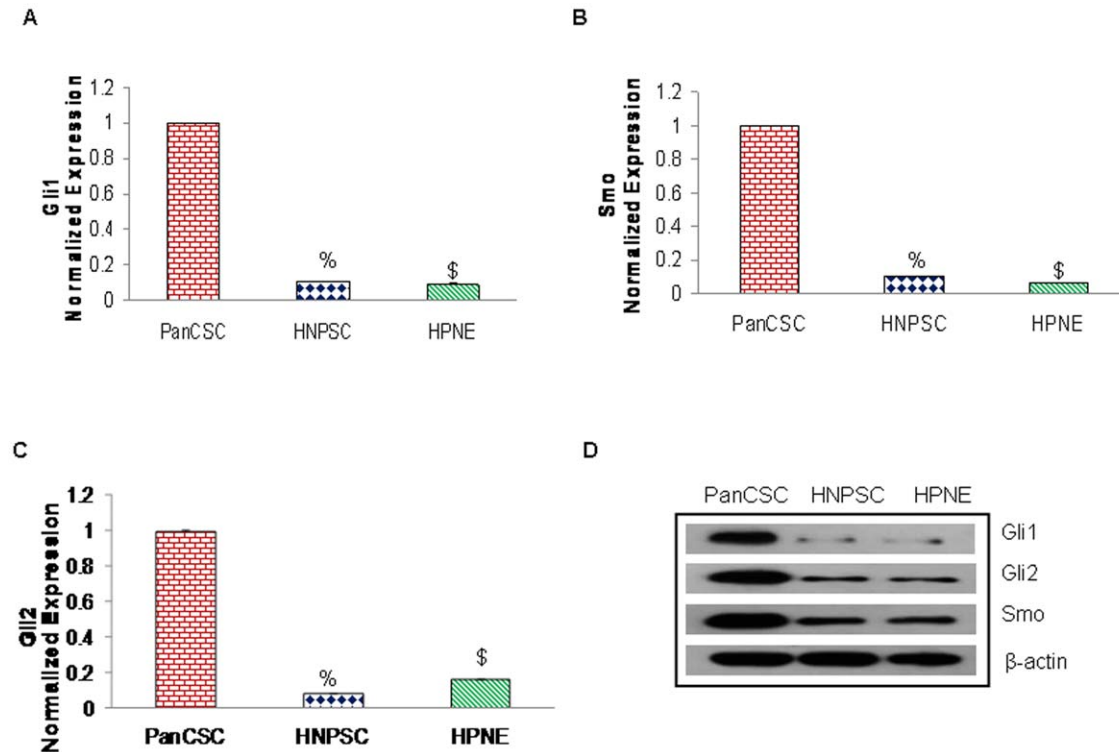 A
Gli1
Normalized Expression
1.2
1
0.8
0.6
0.4
0.2
0
%
$
PanCSC HNPSC HPNE
B
Smo
Normalized Expression
1.2
1
0.8
0.6
0.4
0.2
0
%
$
PanCSC HNPSC HPNE
C
Gli2
Normalized Expression
1.2
1
0.8
0.6
0.4
0.2
0
%
$
PanCSC HNPSC HPNE
D
PanCSC HNPSC HPNE
Gli1
Gli2
Smo
β-actin